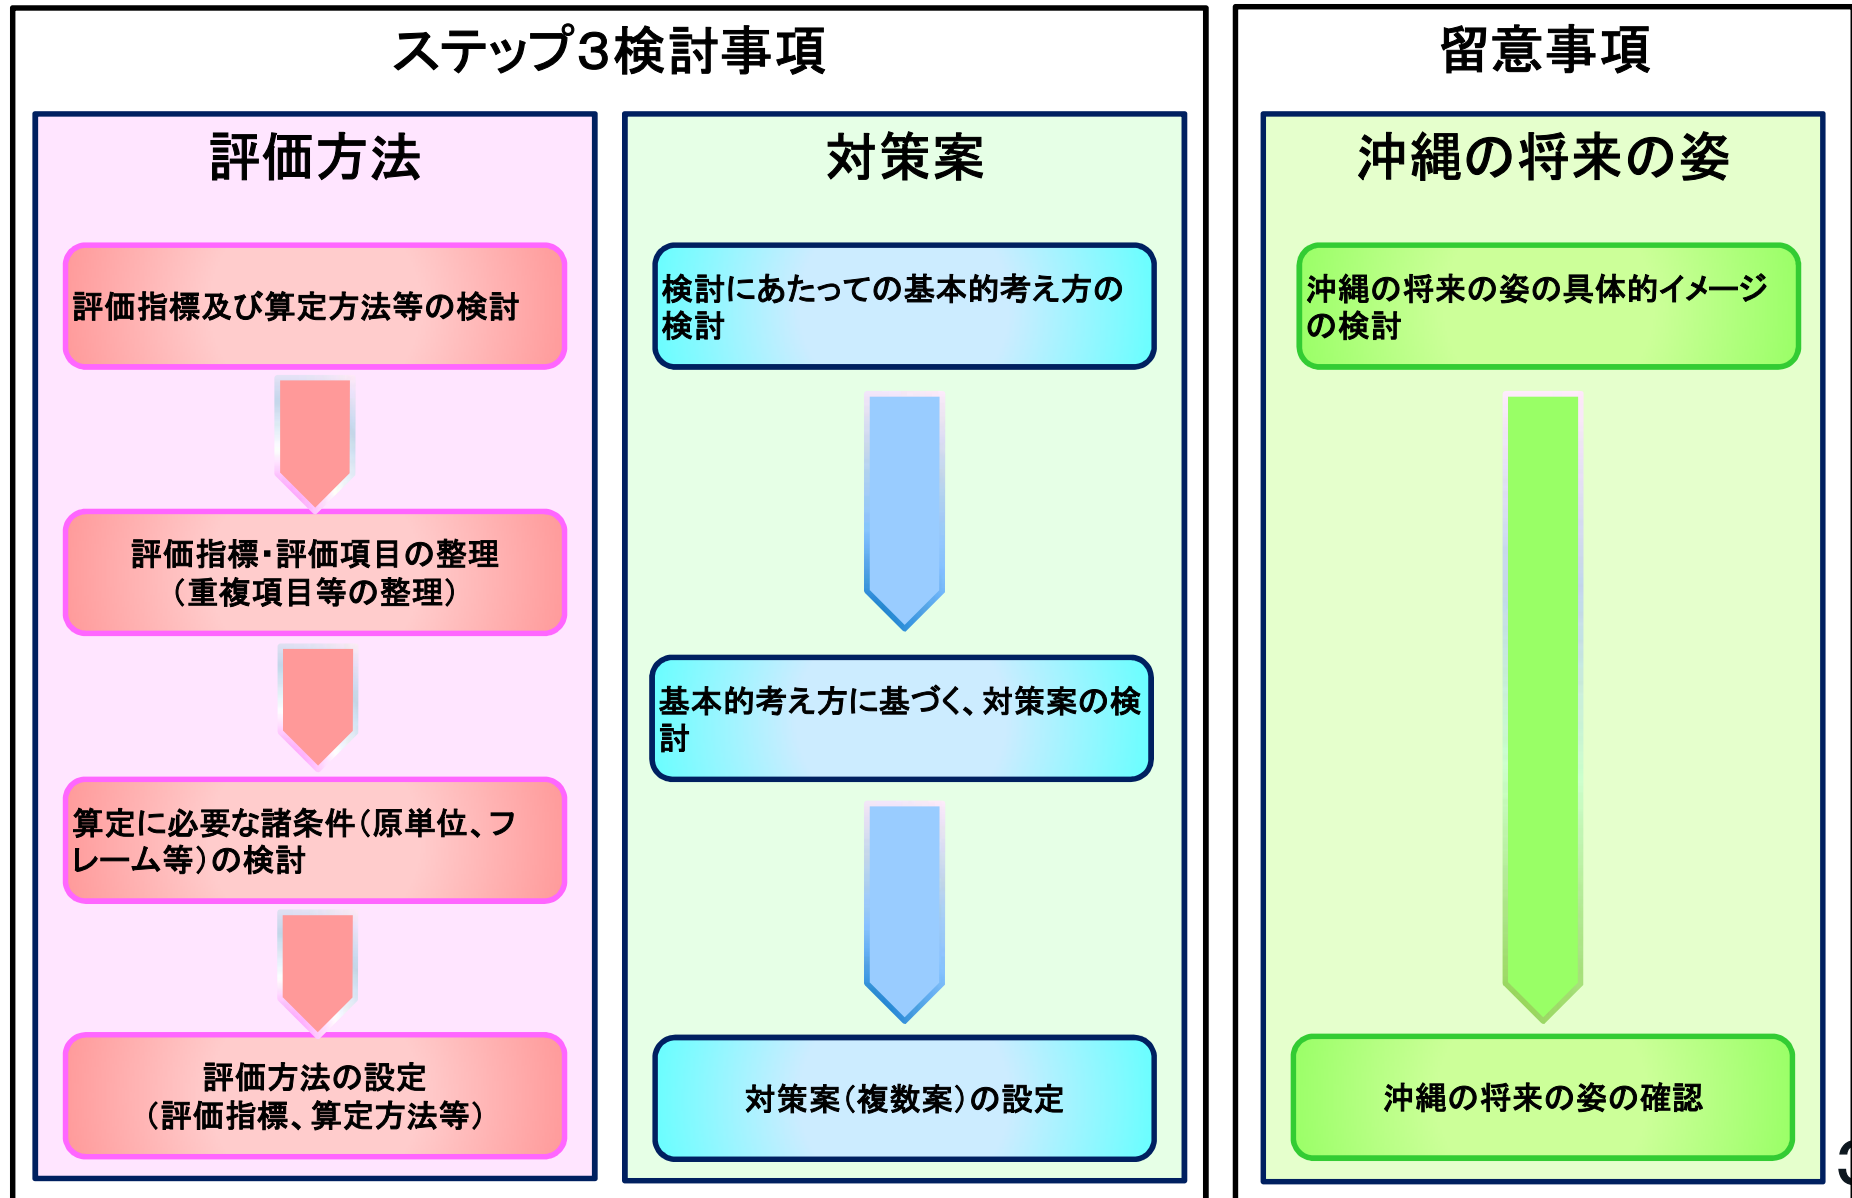 ステップ3検討事項
評価方法
評価指標及び算定方法等の検討
評価指標・評価項目の整理
（重複項目等の整理）
算定に必要な諸条件（原単位、フ
レーム等）の検討
評価方法の設定
（評価指標、算定方法等）
対策案
検討にあたっての基本的考え方の
検討
基本的考え方に基づく、対策案の検
討
対策案（複数案）の設定
留意事項
沖縄の将来の姿
沖縄の将来の姿の具体的イメージ
の検討
沖縄の将来の姿の確認